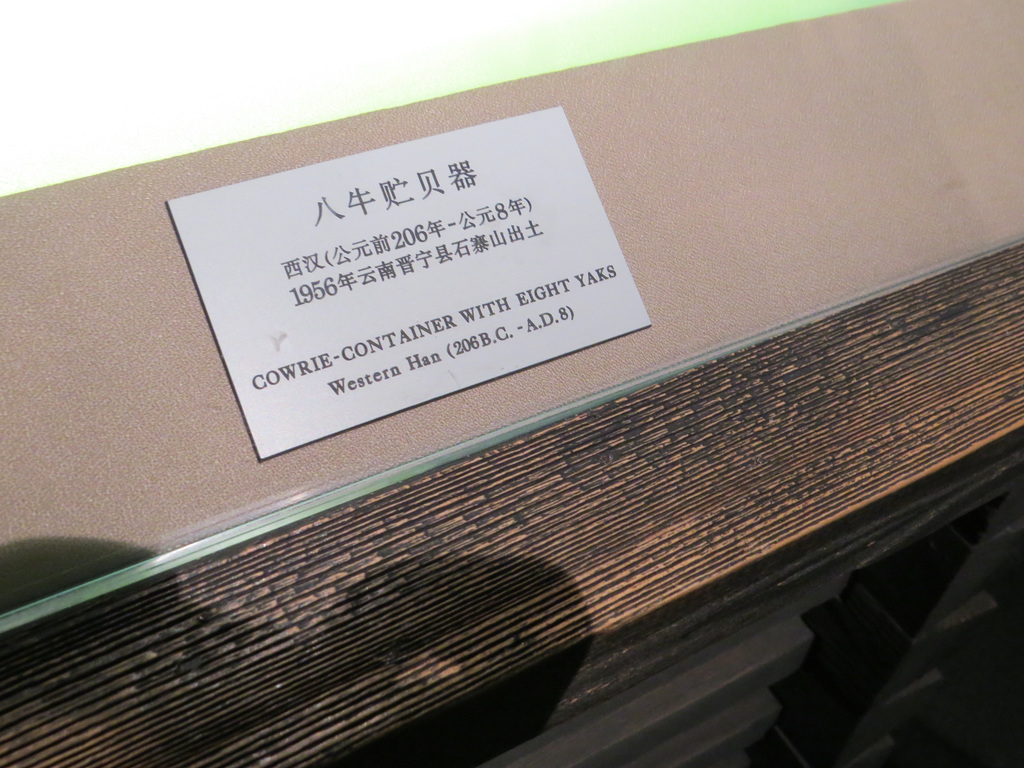 八牛贮贝器
西汉(公元前206年-公元8年)
1956年云南晋宁县石寨山出土
COWRIE-CONTAINER WITH EIGHT YAKS
Western Han (206B.C. -A.D.8)